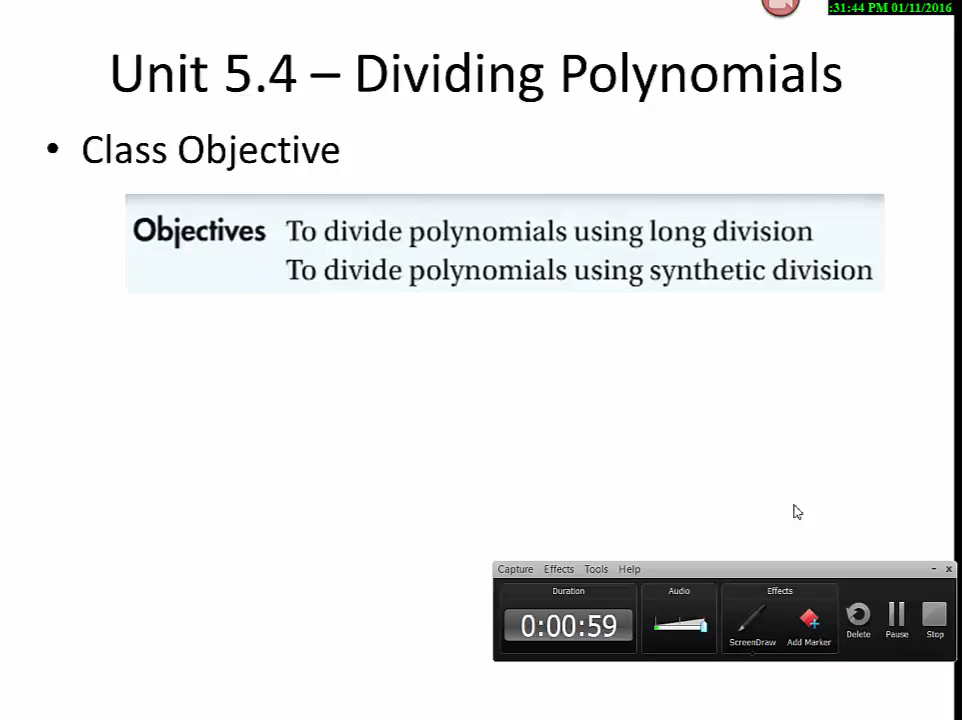 :31:44 PM 01/11/2016
Unit 5.4 – Dividing Polynomials
• Class Objective
Objectives To divide polynomials using long division
To divide polynomials using synthetic division
Capture Effects Tools Help
Duration Audio Effects
0:00:59
ScreenDraw Add Marker Delete Pause Stop